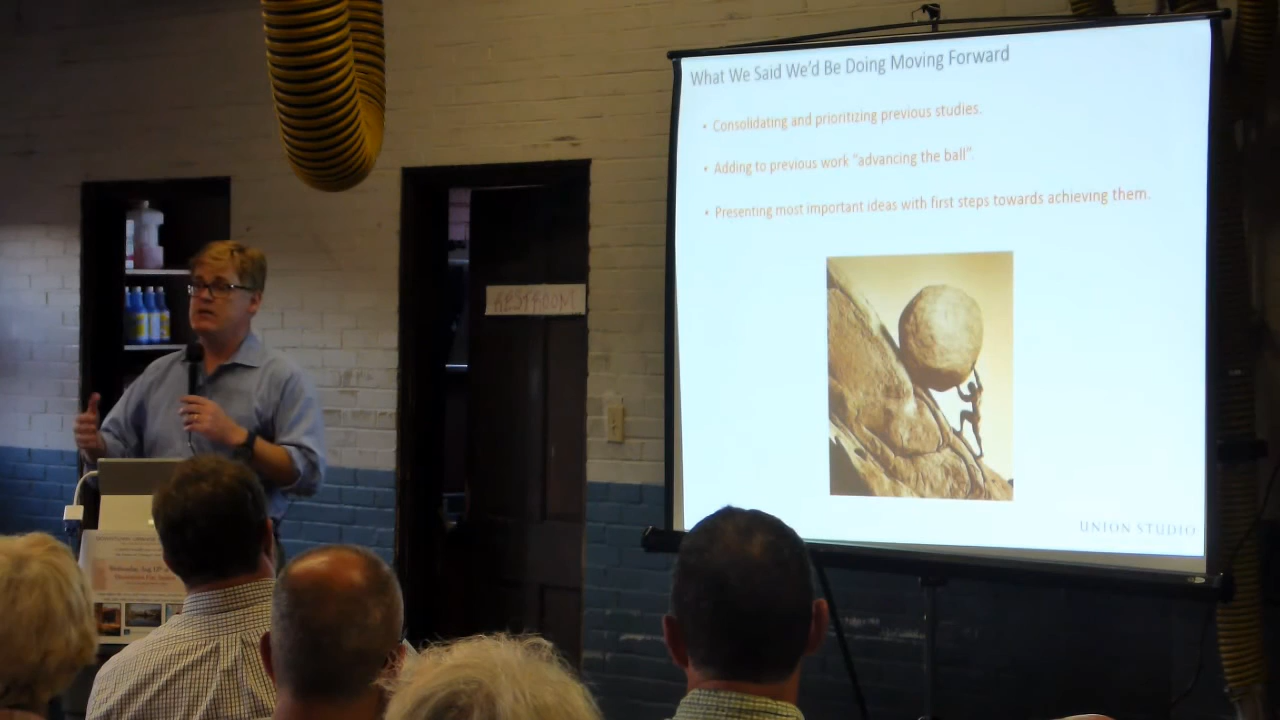 What We Said We'd Be Doing Moving Forward
• Consolidating and prioritizing previous studies.
• Adding to previous work "advancing the ball".
• Presenting most important ideas with first steps towards achieving them.
RESTROOM
UNION STUDIO